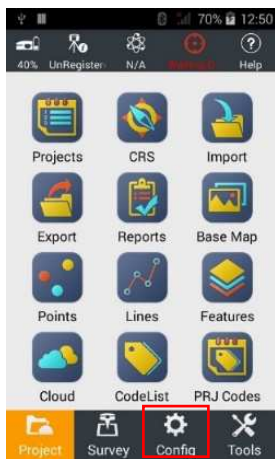 70% 12:50
40% UnRegister N/A Help
Projects CRS Import
Export Reports Base Map
Points Lines Features
Cloud CodeList PRJ Codes
Project Survey Config Tools